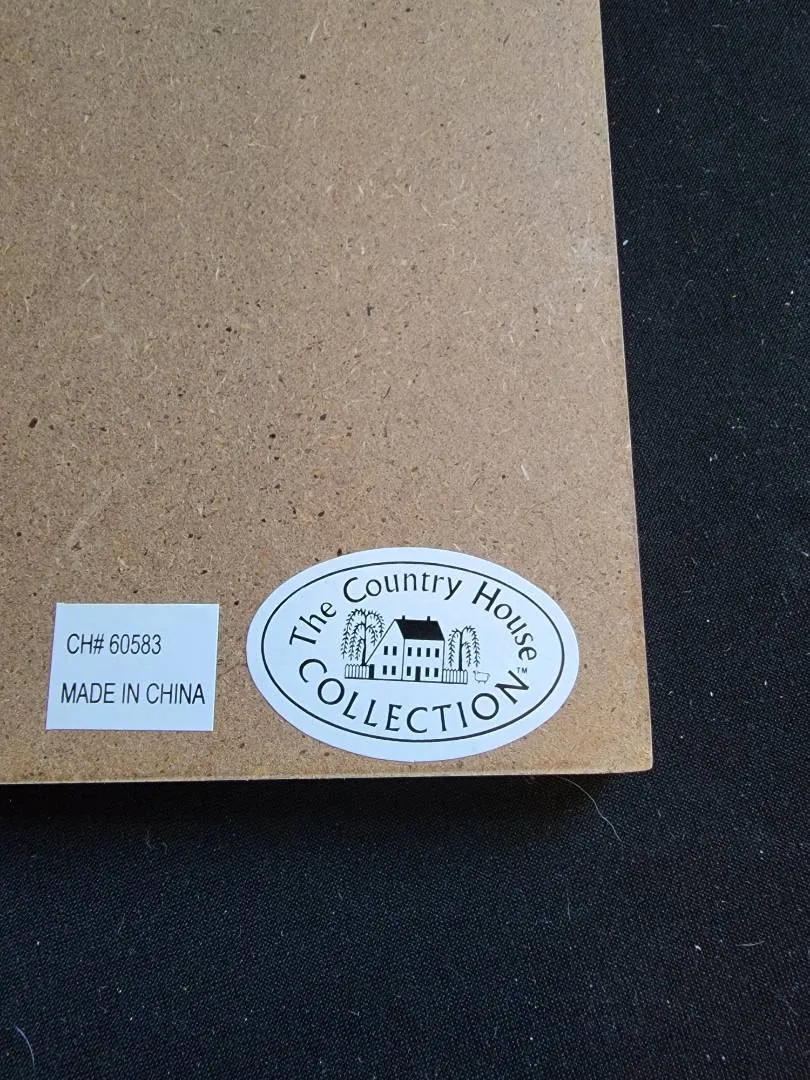 CH# 60583
MADE IN CHINA
The Country House
COLLECTION™